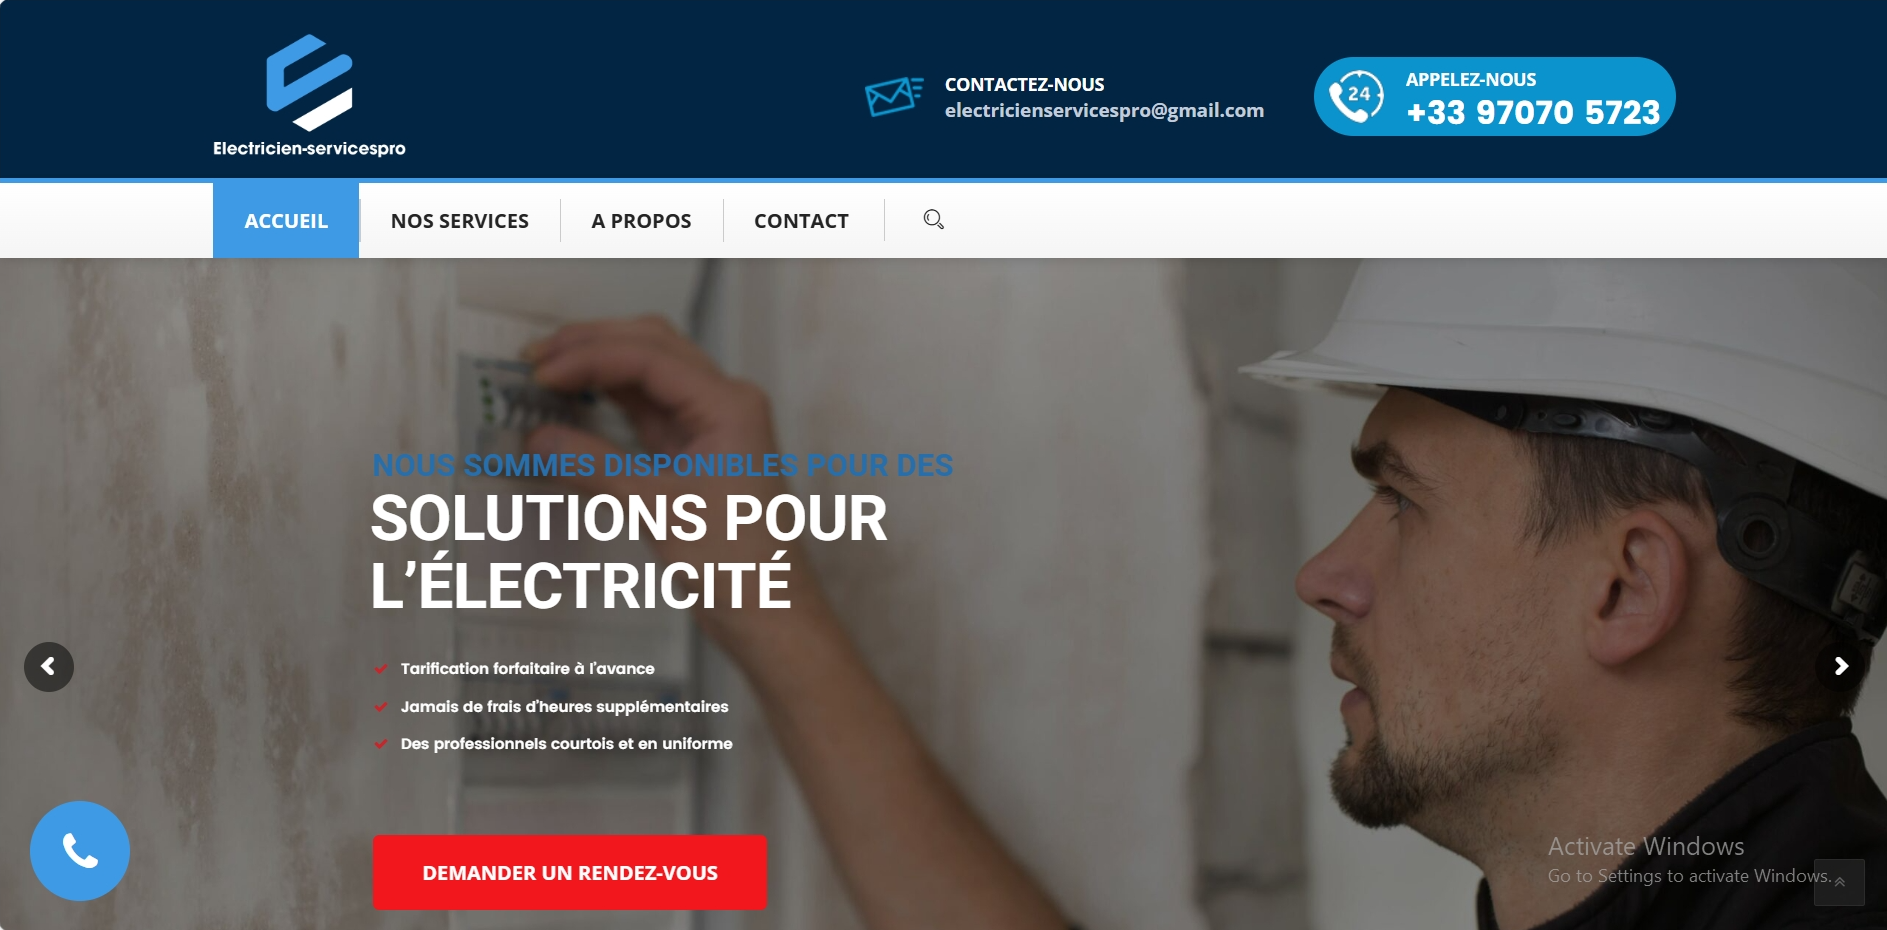 Electricien-servicespro
CONTACTEZ-NOUS
electricienservicespro@gmail.com
24
APPELEZ-NOUS
+33 97070 5723
ACCUEIL
NOS SERVICES
A PROPOS
CONTACT
NOUS SOMMES DISPONIBLES POUR DES
SOLUTIONS POUR
L’ÉLECTRICITÉ
Tarification forfaitaire à l'avance
Jamais de frais d'heures supplémentaires
Des professionnels courtois et en uniforme
DEMANDER UN RENDEZ-VOUS
Activate Windows
Go to Settings to activate Windows.